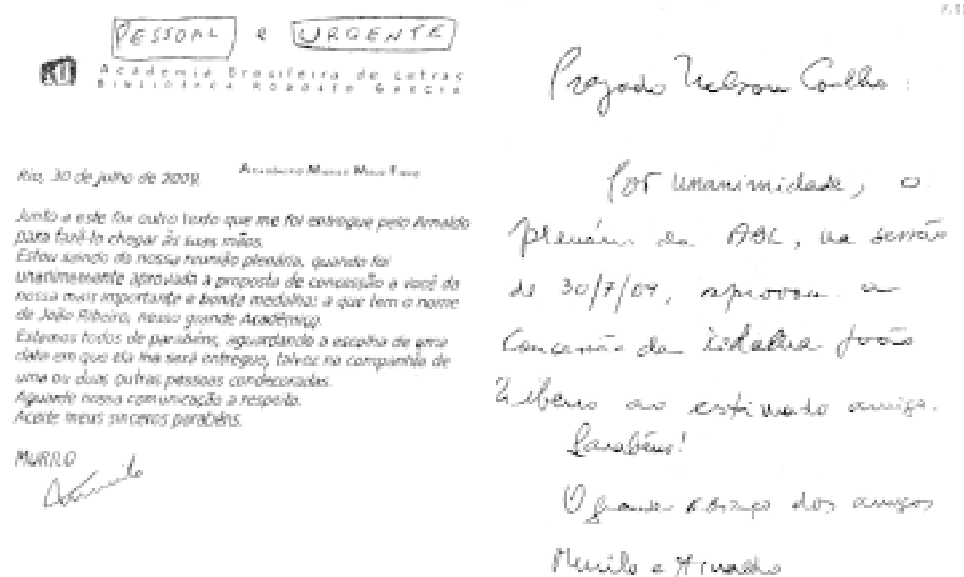 PESSOAL e URGENTE
Academia Brasileira de Letras
Biblioteca Rodolfo Garcia
Rio, 30 de julho de 2009.
Junto a este fax outro texto que me foi entregue pelo Arnaldo
para fazê-lo chegar às suas mãos.
Estou saindo da nossa reunião plenária, quando foi
unanimemente aprovada a proposta de concessão a você da
nossa mais importante e bonita medalha: a que tem o nome
de João Ribeiro, nosso grande Acadêmico.
Estamos todos de parabéns, aguardando a escolha de uma
data em que ela lhe será entregue, talvez na companhia de
uma ou duas outras pessoas condecoradas.
Aguarde nossa comunicação a respeito.
Aceite meus sinceros parabéns.
MURILO
Murilo
Prezado Nelson Coelho:
Por unanimidade, o
plenário da ABL, na sessão
de 30/7/09, aprovou a
Concessão da Medalha João
Ribeiro ao estimado amigo.
Parabéns!
O grande abraço dos amigos
Murilo e Arnaldo